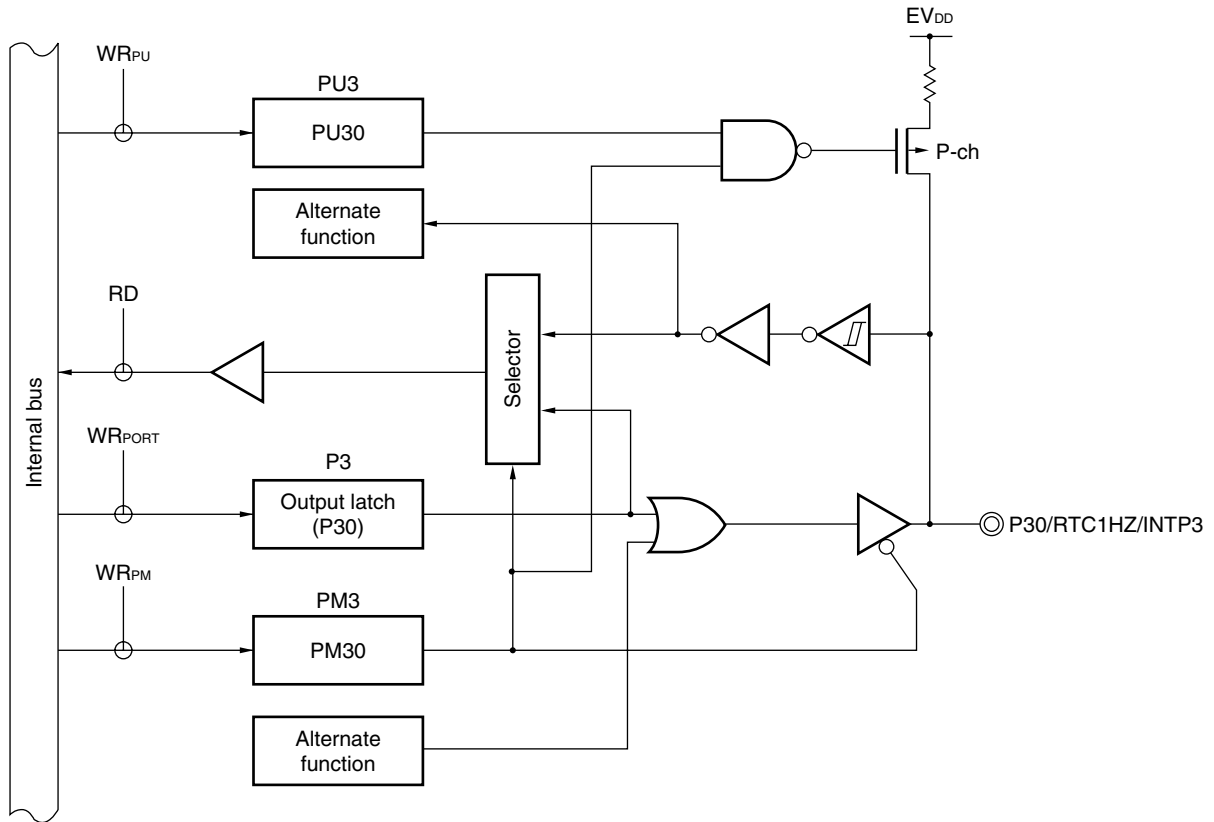 EVDD
WRPU
PU3
PU30
P-ch
Alternate
function
RD
Selector
Internal bus
WRPORT
P3
Output latch
(P30)
P30/RTC1HZ/INTP3
WRPM
PM3
PM30
Alternate
function